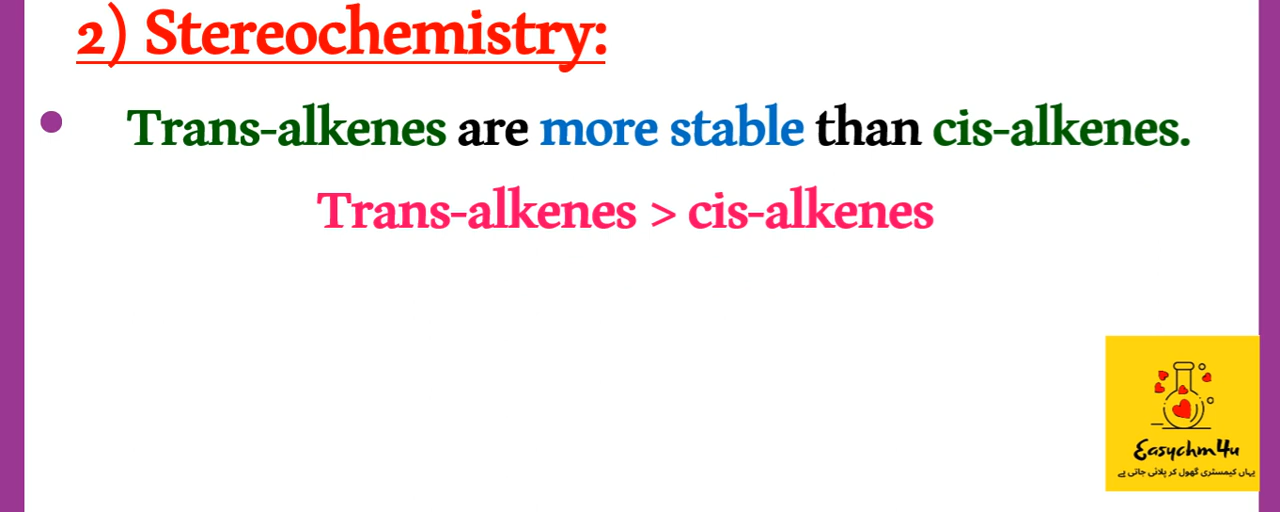 2) Stereochemistry:
• Trans-alkenes are more stable than cis-alkenes.
Trans-alkenes > cis-alkenes
Easychm4u
یہاں کیمسٹری گھول کر پلائی جاتی ہے